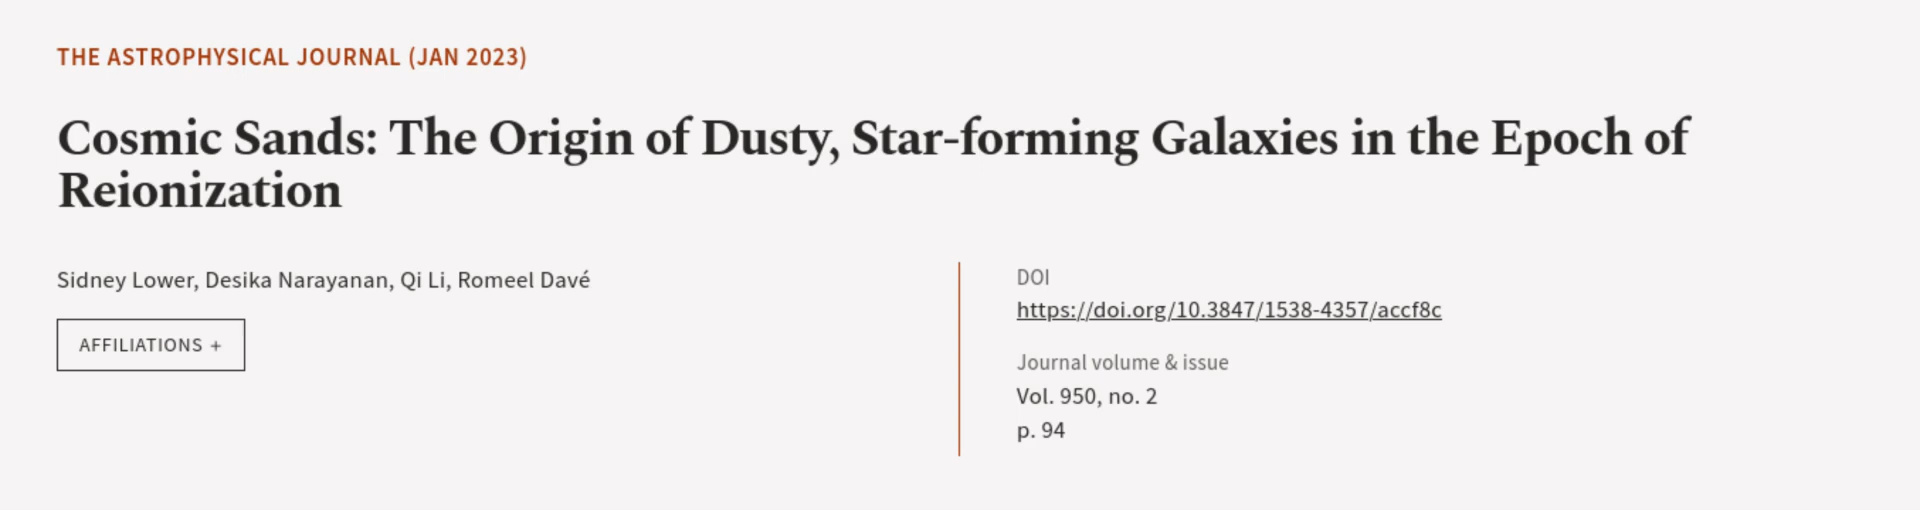 THE ASTROPHYSICAL JOURNAL (JAN 2023)
Cosmic Sands: The Origin of Dusty, Star-forming Galaxies in the Epoch of
Reionization
Sidney Lower, Desika Narayanan, Qi Li, Romeel Davé
AFFILIATIONS +
DOI
https://doi.org/10.3847/1538-4357/accf8c
Journal volume & issue
Vol. 950, no. 2
p. 94